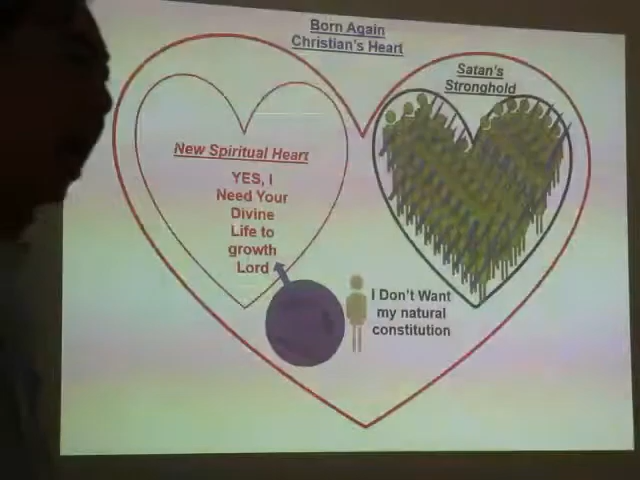 Born Again
Christian's Heart
Satan's
Stronghold
New Spiritual Heart
YES, I
Need Your
Divine
Life to
growth
Lord
I Don't Want
my natural
constitution